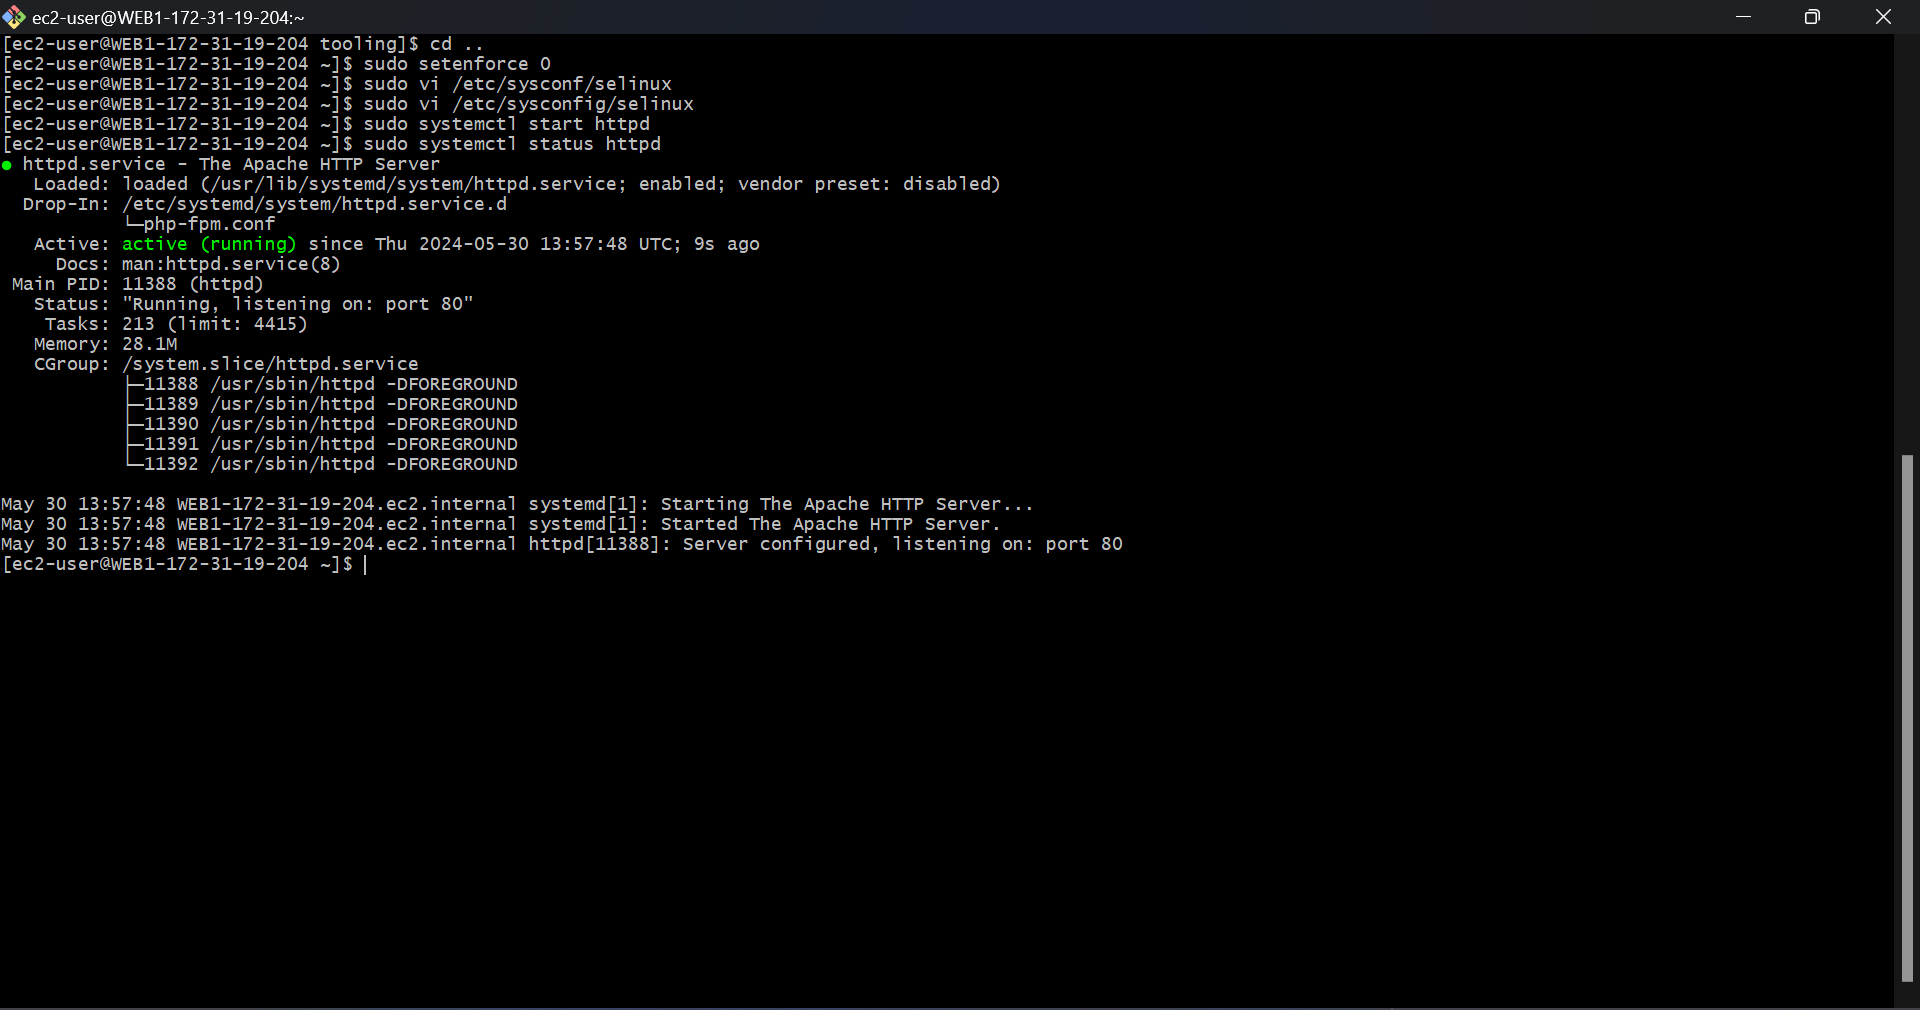 ec2-user@WEB1-172-31-19-204:~
[ec2-user@WEB1-172-31-19-204 tooling]$ cd ..
[ec2-user@WEB1-172-31-19-204 ~]$ sudo setenforce 0
[ec2-user@WEB1-172-31-19-204 ~]$ sudo vi /etc/sysconf/selinux
[ec2-user@WEB1-172-31-19-204 ~]$ sudo vi /etc/sysconfig/selinux
[ec2-user@WEB1-172-31-19-204 ~]$ sudo systemctl start httpd
[ec2-user@WEB1-172-31-19-204 ~]$ sudo systemctl status httpd
● httpd.service - The Apache HTTP Server
   Loaded: loaded (/usr/lib/systemd/system/httpd.service; enabled; vendor preset: disabled)
  Drop-In: /etc/systemd/system/httpd.service.d
           └─php-fpm.conf
   Active: active (running) since Thu 2024-05-30 13:57:48 UTC; 9s ago
     Docs: man:httpd.service(8)
 Main PID: 11388 (httpd)
   Status: "Running, listening on: port 80"
    Tasks: 213 (limit: 4415)
   Memory: 28.1M
   CGroup: /system.slice/httpd.service
           ├─11388 /usr/sbin/httpd -DFOREGROUND
           ├─11389 /usr/sbin/httpd -DFOREGROUND
           ├─11390 /usr/sbin/httpd -DFOREGROUND
           ├─11391 /usr/sbin/httpd -DFOREGROUND
           └─11392 /usr/sbin/httpd -DFOREGROUND
May 30 13:57:48 WEB1-172-31-19-204.ec2.internal systemd[1]: Starting The Apache HTTP Server...
May 30 13:57:48 WEB1-172-31-19-204.ec2.internal systemd[1]: Started The Apache HTTP Server.
May 30 13:57:48 WEB1-172-31-19-204.ec2.internal httpd[11388]: Server configured, listening on: port 80
[ec2-user@WEB1-172-31-19-204 ~]$